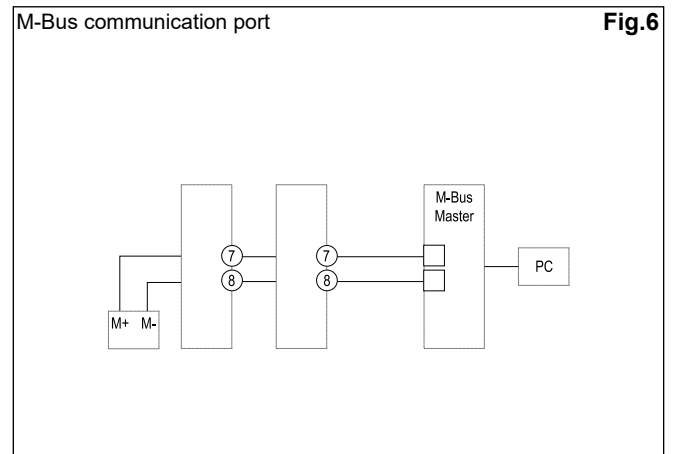 M-Bus communication port Fig.6
M-Bus
Master
7 7
8 8
PC
M+ M-